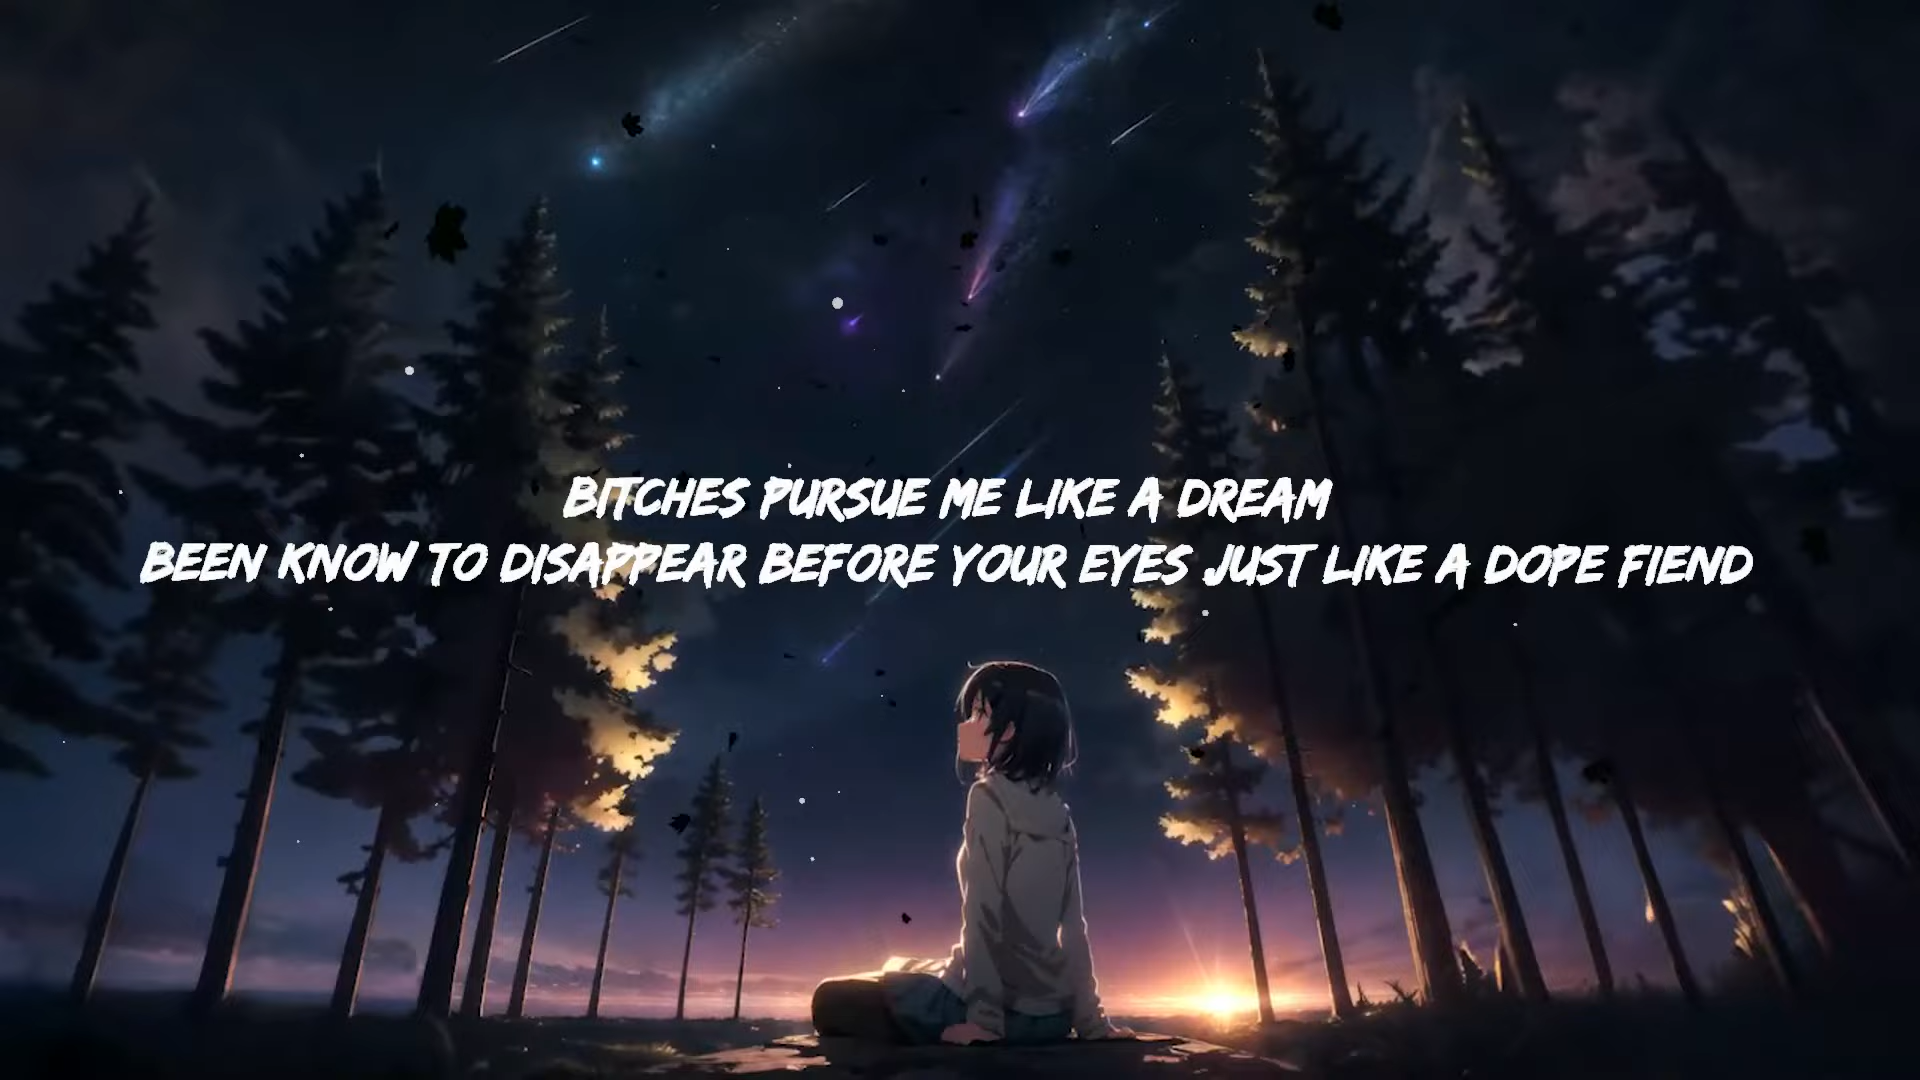 BITCHES PURSUE ME LIKE A DREAM
BEEN KNOW TO DISAPPEAR BEFORE YOUR EYES JUST LIKE A DOPE FIEND